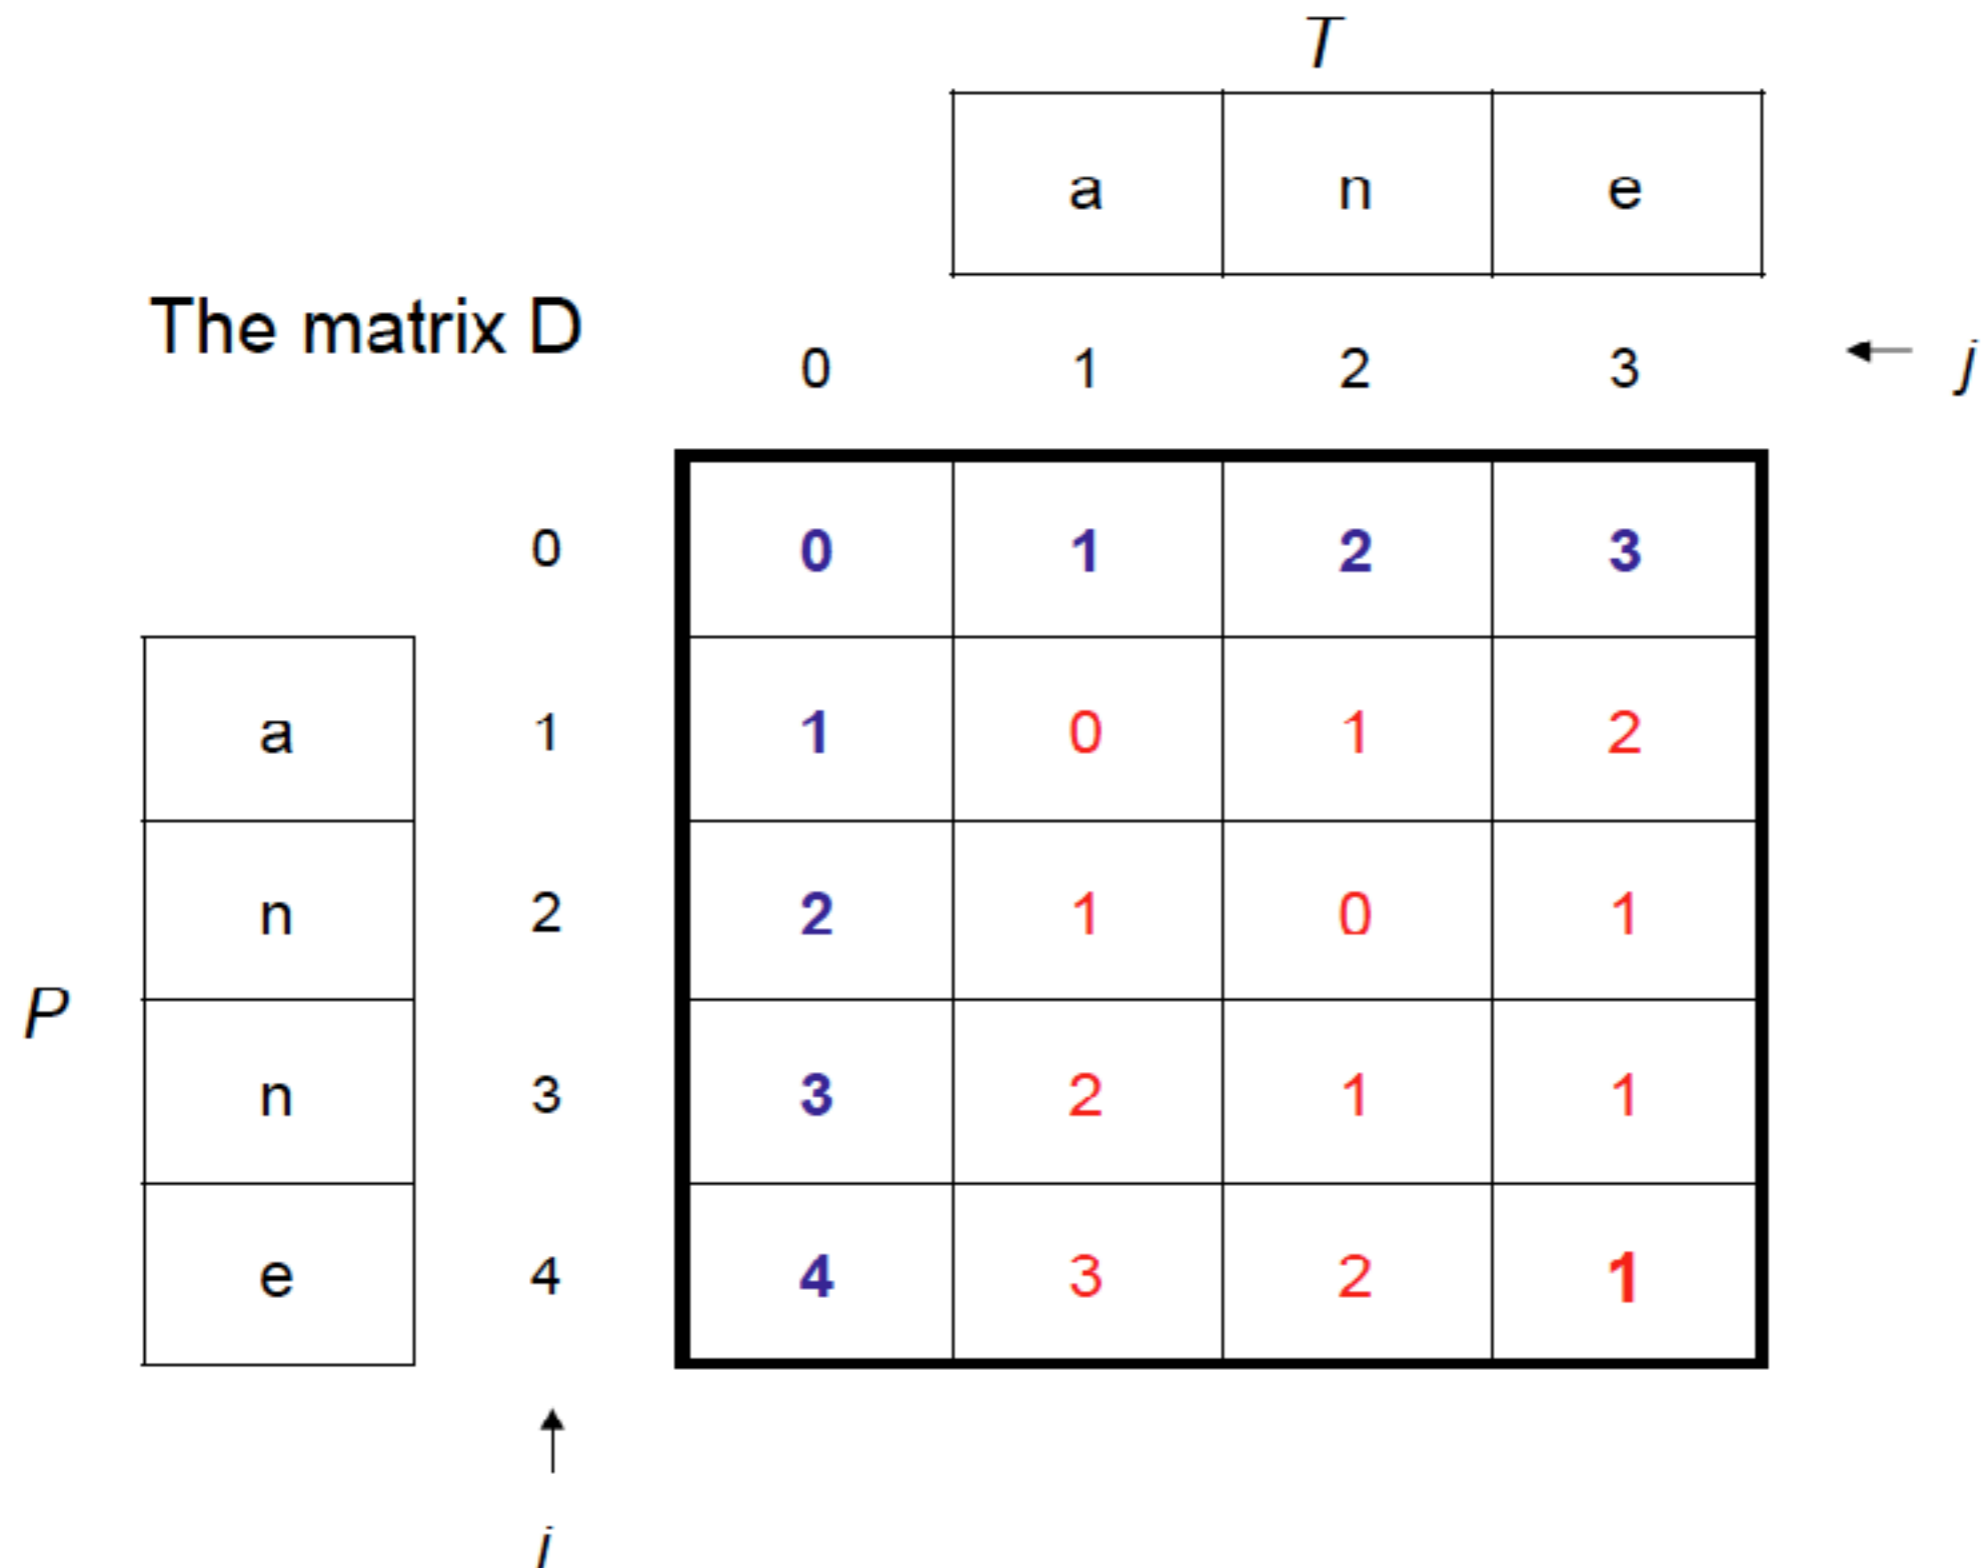 T
a n e
The matrix D
0 1 2 3 j
0 0 1 2 3
a 1 1 0 1 2
n 2 2 1 0 1
P
n 3 3 2 1 1
e 4 4 3 2 1
i